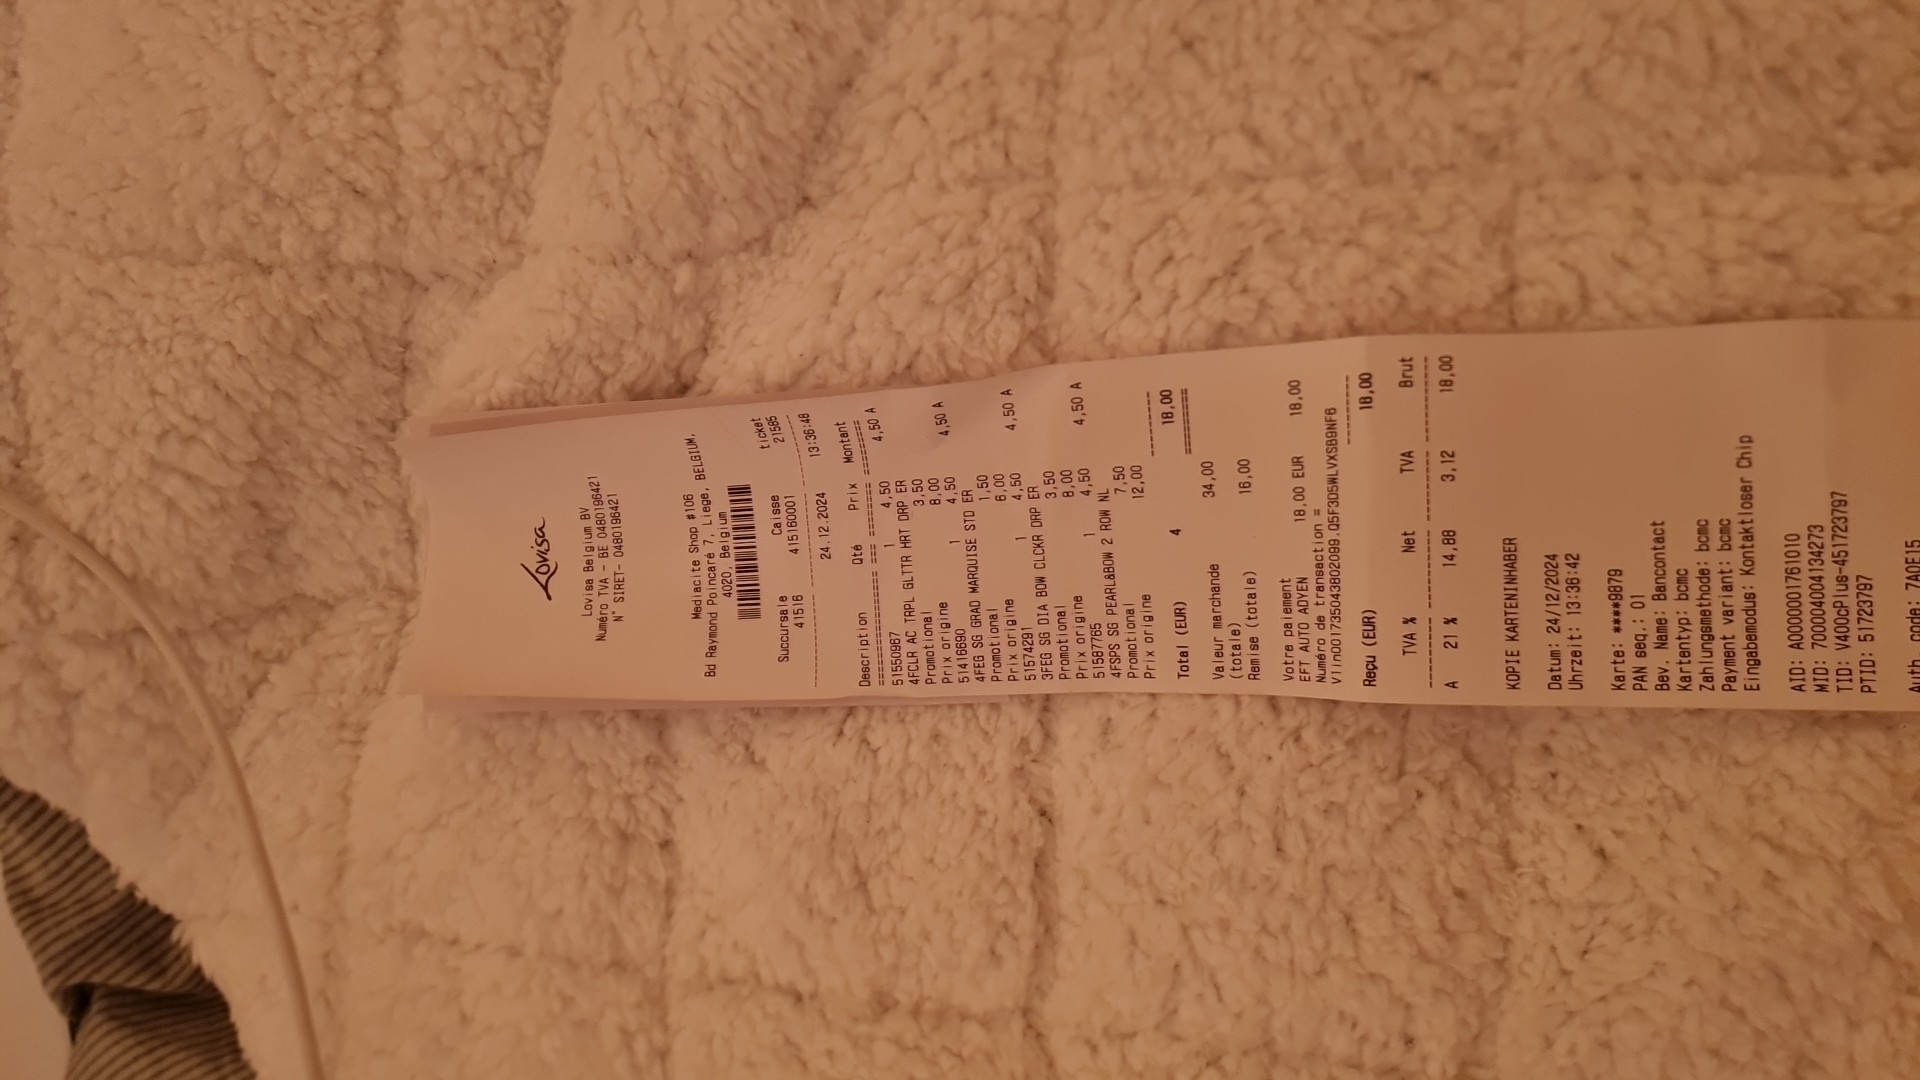 Lovisa
Lovisa Belgium BV
Numéro TVA - BE 0480196421
N° SIRET- 0480196421
Mediacite Shop #106
Bd Raymond Poincaré 7, Liege, BELGIUM,
4020, Belgium
Succursale Caisse ticket
41516 415160001 21585
24.12.2024 13:36:48
Description Qté Prix Montant
51550967 1 4,50 4,50 A
4FCLR AC TRPL GLTTR HRT DRP ER
Promotional 3,50
Prix origine 8,00
51416690 1 4,50 4,50 A
4FEG SG GRAD MARQUISE STD ER
Promotional 1,50
Prix origine 6,00
51574291 1 4,50 4,50 A
3FEG SG DIA BOW CLCKR DRP ER
Promotional 3,50
Prix origine 8,00
51587765 1 4,50 4,50 A
4FSPS SG PEARL&BOW 2 ROW NL
Promotional 7,50
Prix origine 12,00
Total (EUR) 4 18,00
Valeur marchande 34,00
(totale)
Remise (totale) 16,00
Votre paiement
EFT AUTO ADYEN 18,00 EUR 18,00
Numéro de transaction =
V1in001735043802099.Q5F3D5WLVXSB9NF6
Reçu (EUR) 18,00
TVA % Net TVA Brut
A 21 % 14,88 3,12 18,00
KOPIE KARTENINHABER
Datum: 24/12/2024
Uhrzeit: 13:36:42
Karte: ****9879
PAN seq.: 01
Bev. Name: Bancontact
Kartentyp: bcmc
Zahlungsmethode: bcmc
Payment variant: bcmc
Eingabemodus: Kontaktloser Chip
AID: A0000001761010
MID: 700004004134273
TID: V400cPlus-451723797
PTID: 51723797
Auth. code: 7A0F15